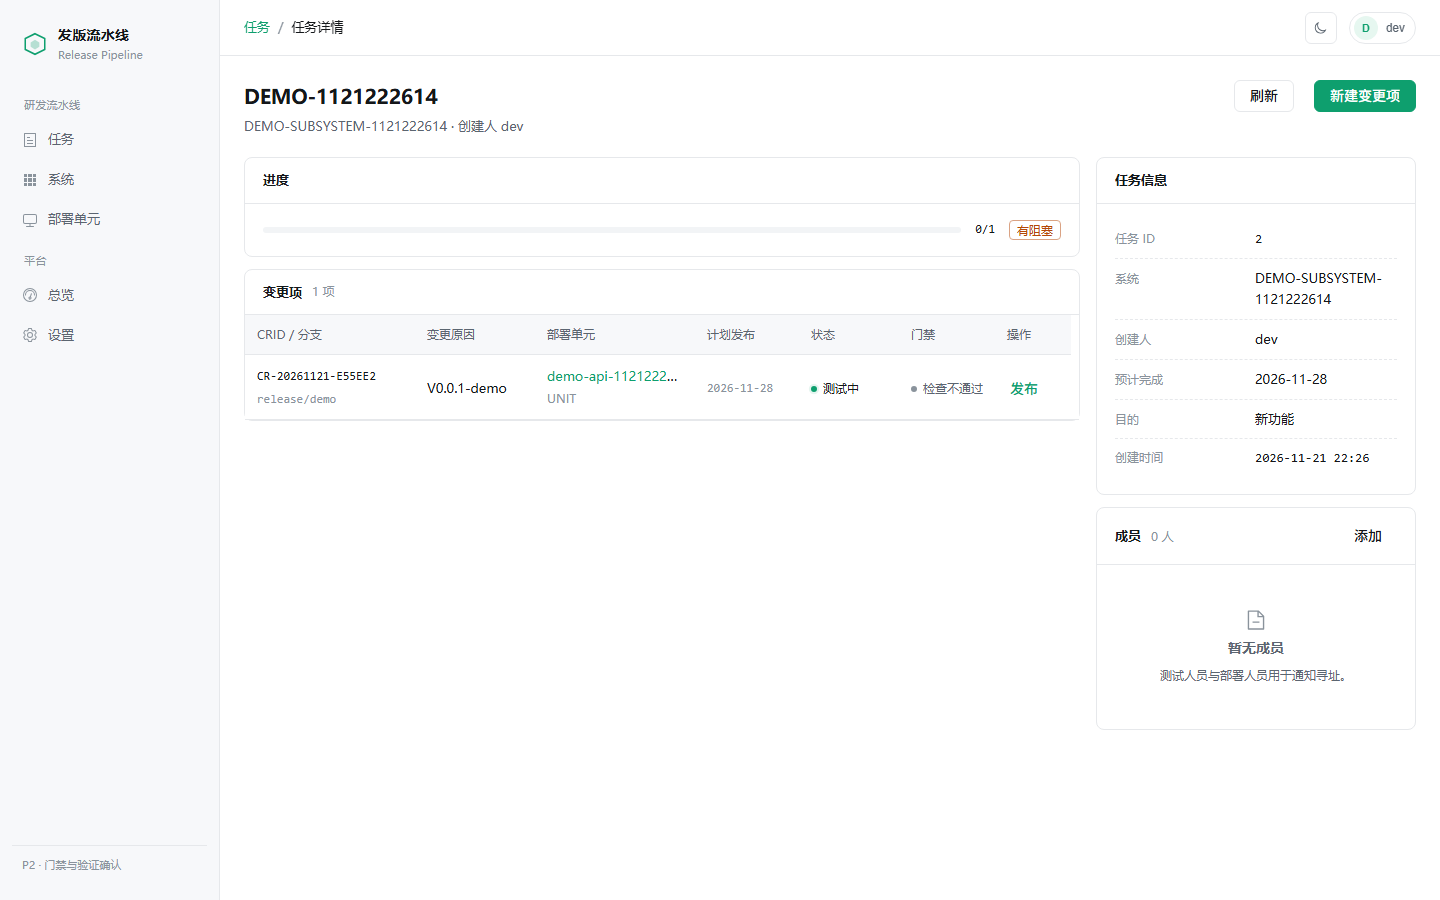 发版流水线
Release Pipeline
研发流水线
任务
系统
部署单元
平台
总览
设置
P2 · 门禁与验证确认
任务 / 任务详情
D dev
DEMO-1121222614
DEMO-SUBSYSTEM-1121222614 · 创建人 dev
刷新
新建变更项
进度
0/1 有阻塞
变更项 1 项
CRID / 分支 变更原因 部署单元 计划发布 状态 门禁 操作
CR-20261121-E55EE2 V0.0.1-demo demo-api-1121222... 2026-11-28 测试中 检查不通过 发布
release/demo UNIT
任务信息
任务 ID 2
系统 DEMO-SUBSYSTEM-
1121222614
创建人 dev
预计完成 2026-11-28
目的 新功能
创建时间 2026-11-21 22:26
成员 0 人 添加
暂无成员
测试人员与部署人员用于通知寻址。